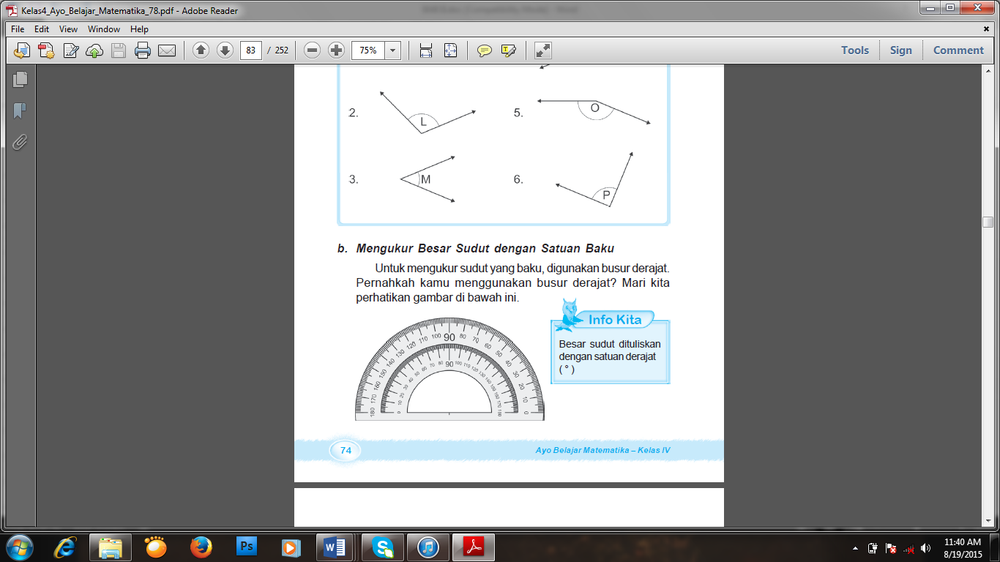 Kelas4_Ayo_Belajar_Matematika_78.pdf - Adobe Reader
File Edit View Window Help
83 / 252 75% Tools Sign Comment
2. L
5. O
3. M
6. P
b. Mengukur Besar Sudut dengan Satuan Baku
Untuk mengukur sudut yang baku, digunakan busur derajat.
Pernahkah kamu menggunakan busur derajat? Mari kita
perhatikan gambar di bawah ini.
180 170 160 150 140 130 120 110 100 90 80 70 60 50 40 30 20 10 0
0 10 20 30 40 50 60 70 80 90 100 110 120 130 140 150 160 170 180
Info Kita
Besar sudut dituliskan
dengan satuan derajat
( ° )
74 Ayo Belajar Matematika – Kelas IV
Ps
W
S
11:40 AM
8/19/2015